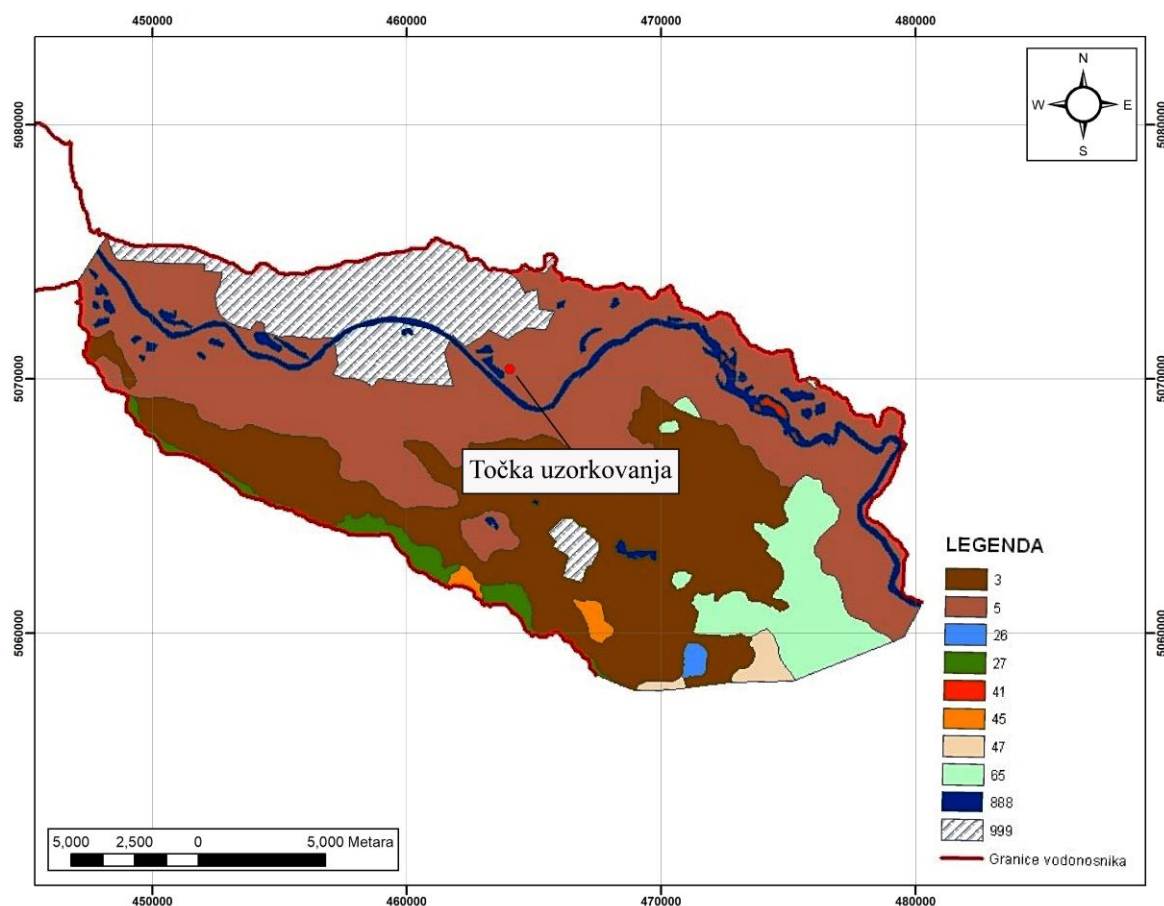 450000 460000 470000 480000
5080000 5080000
5070000 5070000
5060000 5060000
N
W E
S
Točka uzorkovanja
LEGENDA
3
5
26
27
41
45
47
65
888
999
Granice vodonosnika
5,000 2,500 0 5,000 Metara
450000 460000 470000 480000